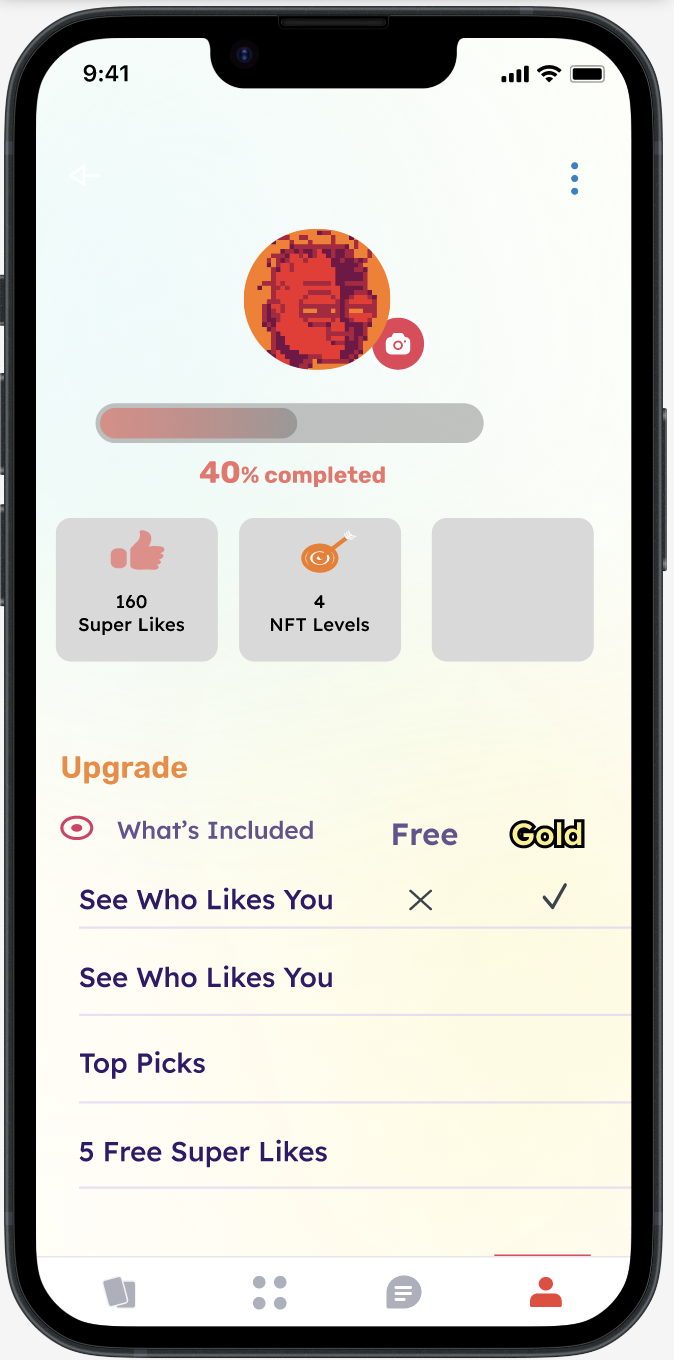 9:41
40% completed
160
Super Likes
4
NFT Levels
Upgrade
What's Included Free Gold
See Who Likes You
See Who Likes You
Top Picks
5 Free Super Likes